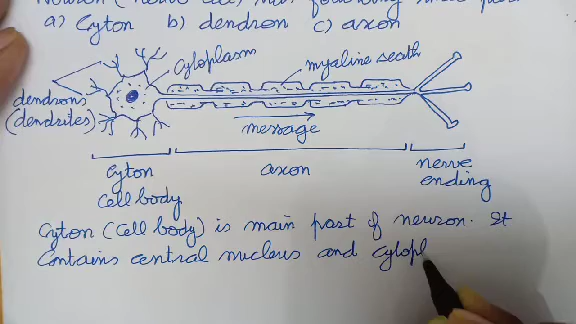 a) Cyton b) dendron c) axon
cyloplasm
myaline seath
dendrons
(dendrites)
message
Cyton
Cell body
axon
nerve
ending
Cyton (Cell body) is main part of neuron. It
Contains central nucleus and cytopl